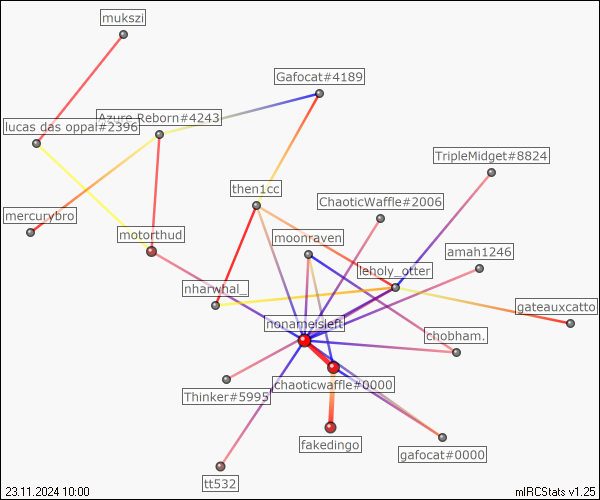 mukszi
Gafocat#4189
Azure Reborn#4243
lucas das oppal#2396
TripleMidget#8824
then1cc
ChaoticWaffle#2006
mercurybro
motorthud
moonraven
amah1246
leholy_otter
nharwhal_
gateauxcatto
nonameisleft
chobham.
chaoticwaffle#0000
Thinker#5995
fakedingo
gafocat#0000
tt532
23.11.2024 10:00
mIRCStats v1.25